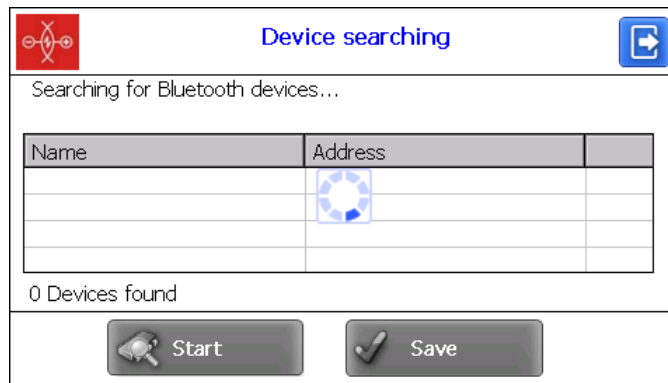 Device searching
Searching for Bluetooth devices...
Name Address
0 Devices found
Start Save